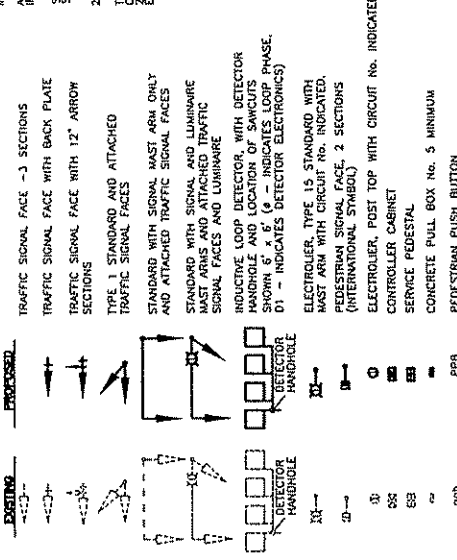 EXISTING PROPOSED
TRAFFIC SIGNAL FACE -3 SECTIONS
TRAFFIC SIGNAL FACE WITH BACK PLATE
TRAFFIC SIGNAL FACE WITH 12" ARROW
SECTIONS
TYPE 1 STANDARD AND ATTACHED
TRAFFIC SIGNAL FACES
STANDARD WITH SIGNAL MAST ARM ONLY
AND ATTACHED TRAFFIC SIGNAL FACES
STANDARD WITH SIGNAL AND LUMINAIRE
MAST ARMS AND ATTACHED TRAFFIC
SIGNAL FACES AND LUMINAIRE
INDUCTIVE LOOP DETECTOR, WITH DETECTOR
HANDHOLE AND LOCATION OF SAWCUTS
SHOWN 6' x 6' (ø - INDICATES LOOP PHASE,
D1 INDICATES DETECTOR ELECTRONICS)
DETECTOR
HANDHOLE
DETECTOR
HANDHOLE
ELECTROLIER, TYPE 15 STANDARD WITH
MAST ARM WITH CIRCUIT No. INDICATED,
PEDESTRIAN SIGNAL FACE, 2 SECTIONS
(INTERNATIONAL SYMBOL)
ELECTROLIER, POST TOP WITH CIRCUIT No. INDICATED
CONTROLLER CABINET
SERVICE PEDESTAL
CONCRETE PULL BOX No. 5 MINIMUM
PPB PEDESTRIAN PUSH BUTTON